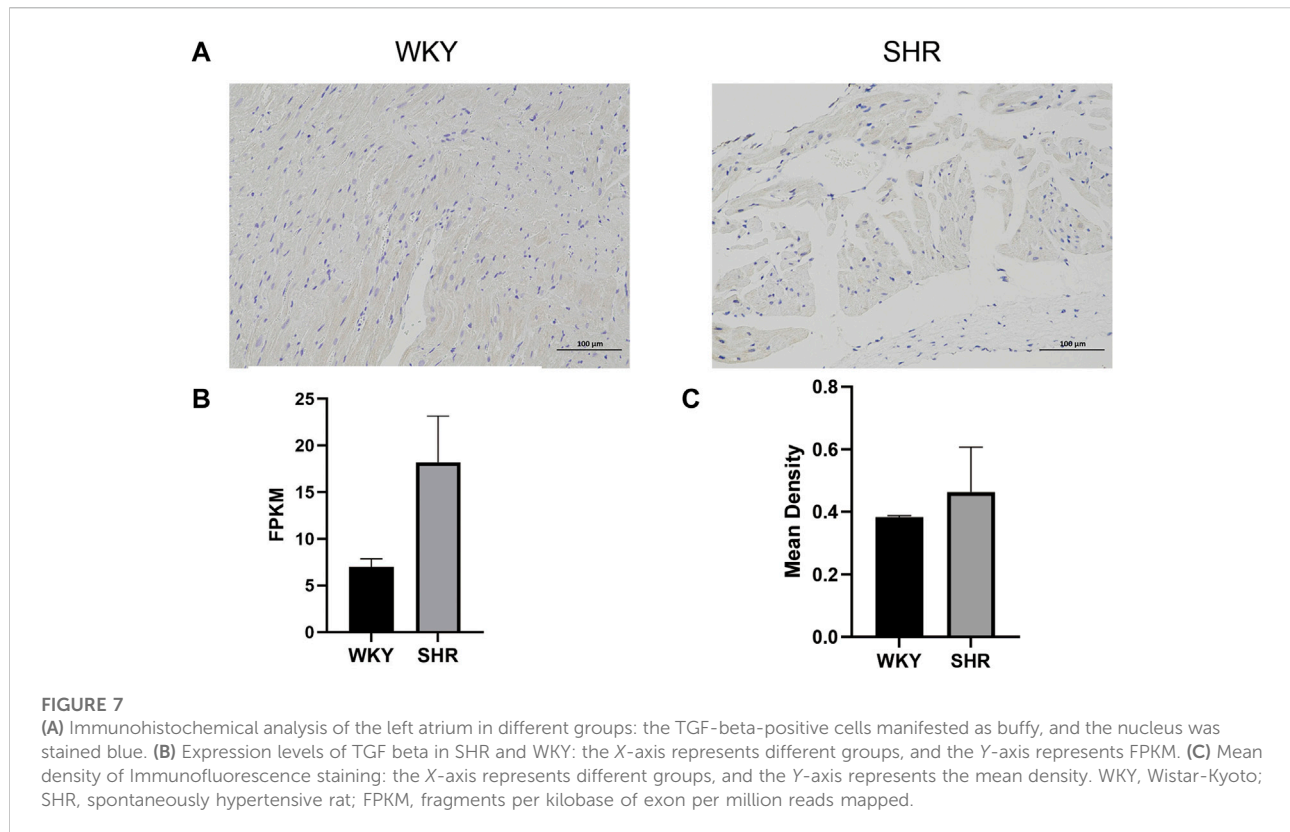 A
WKY
SHR
100 µm
100 µm
B
25
20
15
10
5
0
FPKM
WKY SHR
C
0.8
0.6
0.4
0.2
0.0
Mean Density
WKY SHR
FIGURE 7
(A) Immunohistochemical analysis of the left atrium in different groups: the TGF-beta-positive cells manifested as buffy, and the nucleus was
stained blue. (B) Expression levels of TGF beta in SHR and WKY: the X-axis represents different groups, and the Y-axis represents FPKM. (C) Mean
density of Immunofluorescence staining: the X-axis represents different groups, and the Y-axis represents the mean density. WKY, Wistar-Kyoto;
SHR, spontaneously hypertensive rat; FPKM, fragments per kilobase of exon per million reads mapped.